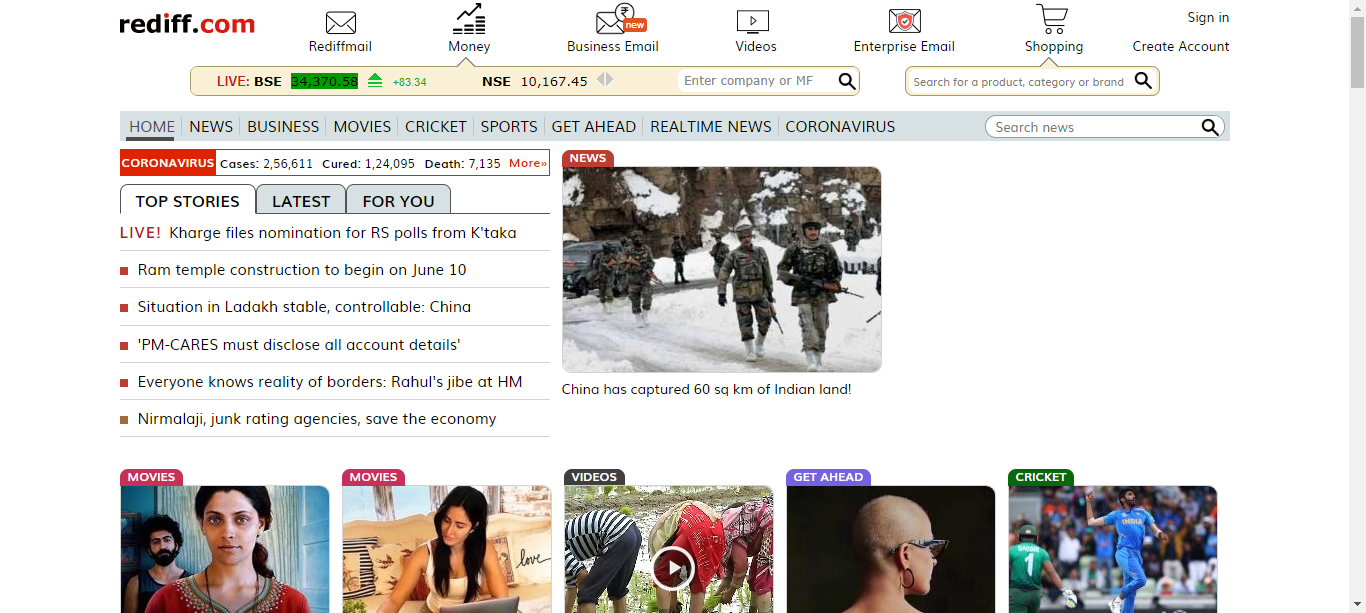 rediff.com
Rediffmail
Money
new
Business Email
Videos
Enterprise Email
Shopping
Sign in
Create Account
LIVE: BSE 34,370.58 +83.34 NSE 10,167.45 Enter company or MF
Search for a product, category or brand
HOME NEWS BUSINESS MOVIES CRICKET SPORTS GET AHEAD REALTIME NEWS CORONAVIRUS Search news
CORONAVIRUS Cases: 2,56,611 Cured: 1,24,095 Death: 7,135 More»
TOP STORIES LATEST FOR YOU
LIVE! Kharge files nomination for RS polls from K'taka
Ram temple construction to begin on June 10
Situation in Ladakh stable, controllable: China
'PM-CARES must disclose all account details'
Everyone knows reality of borders: Rahul's jibe at HM
Nirmalaji, junk rating agencies, save the economy
NEWS
China has captured 60 sq km of Indian land!
MOVIES
MOVIES
love
VIDEOS
GET AHEAD
CRICKET
INDIA
1